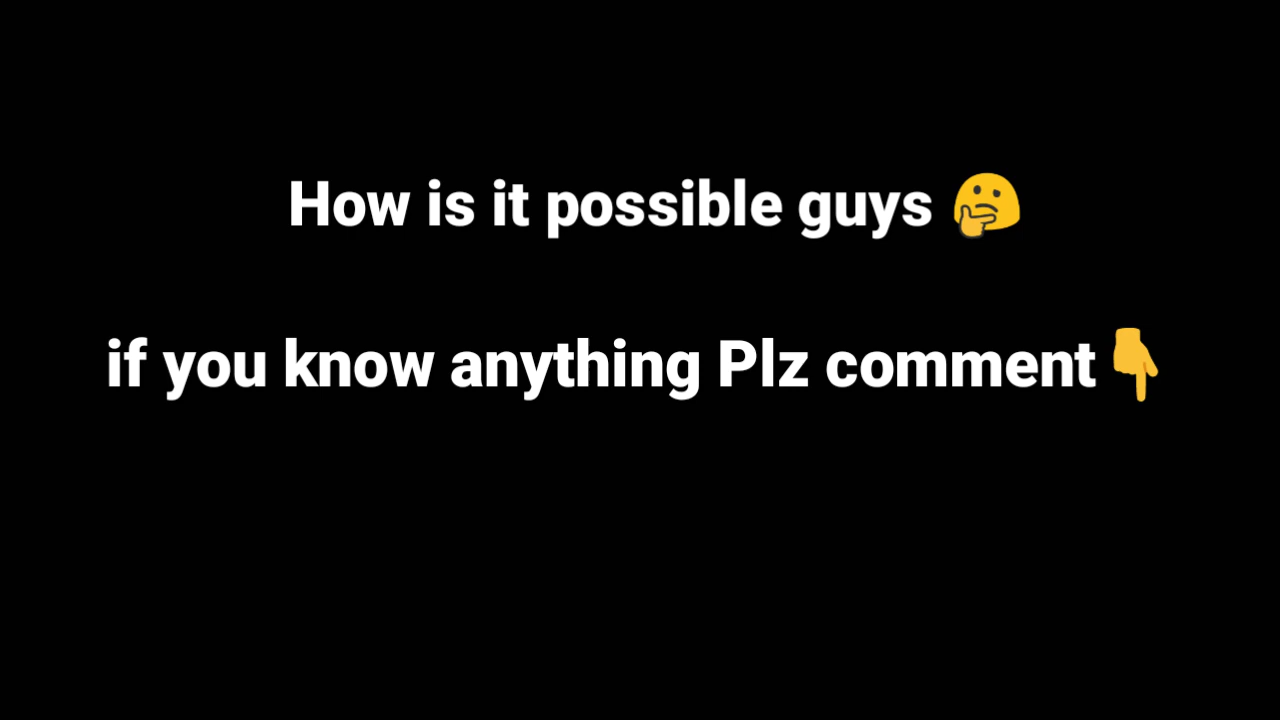 How is it possible guys 🤔
if you know anything Plz comment👇